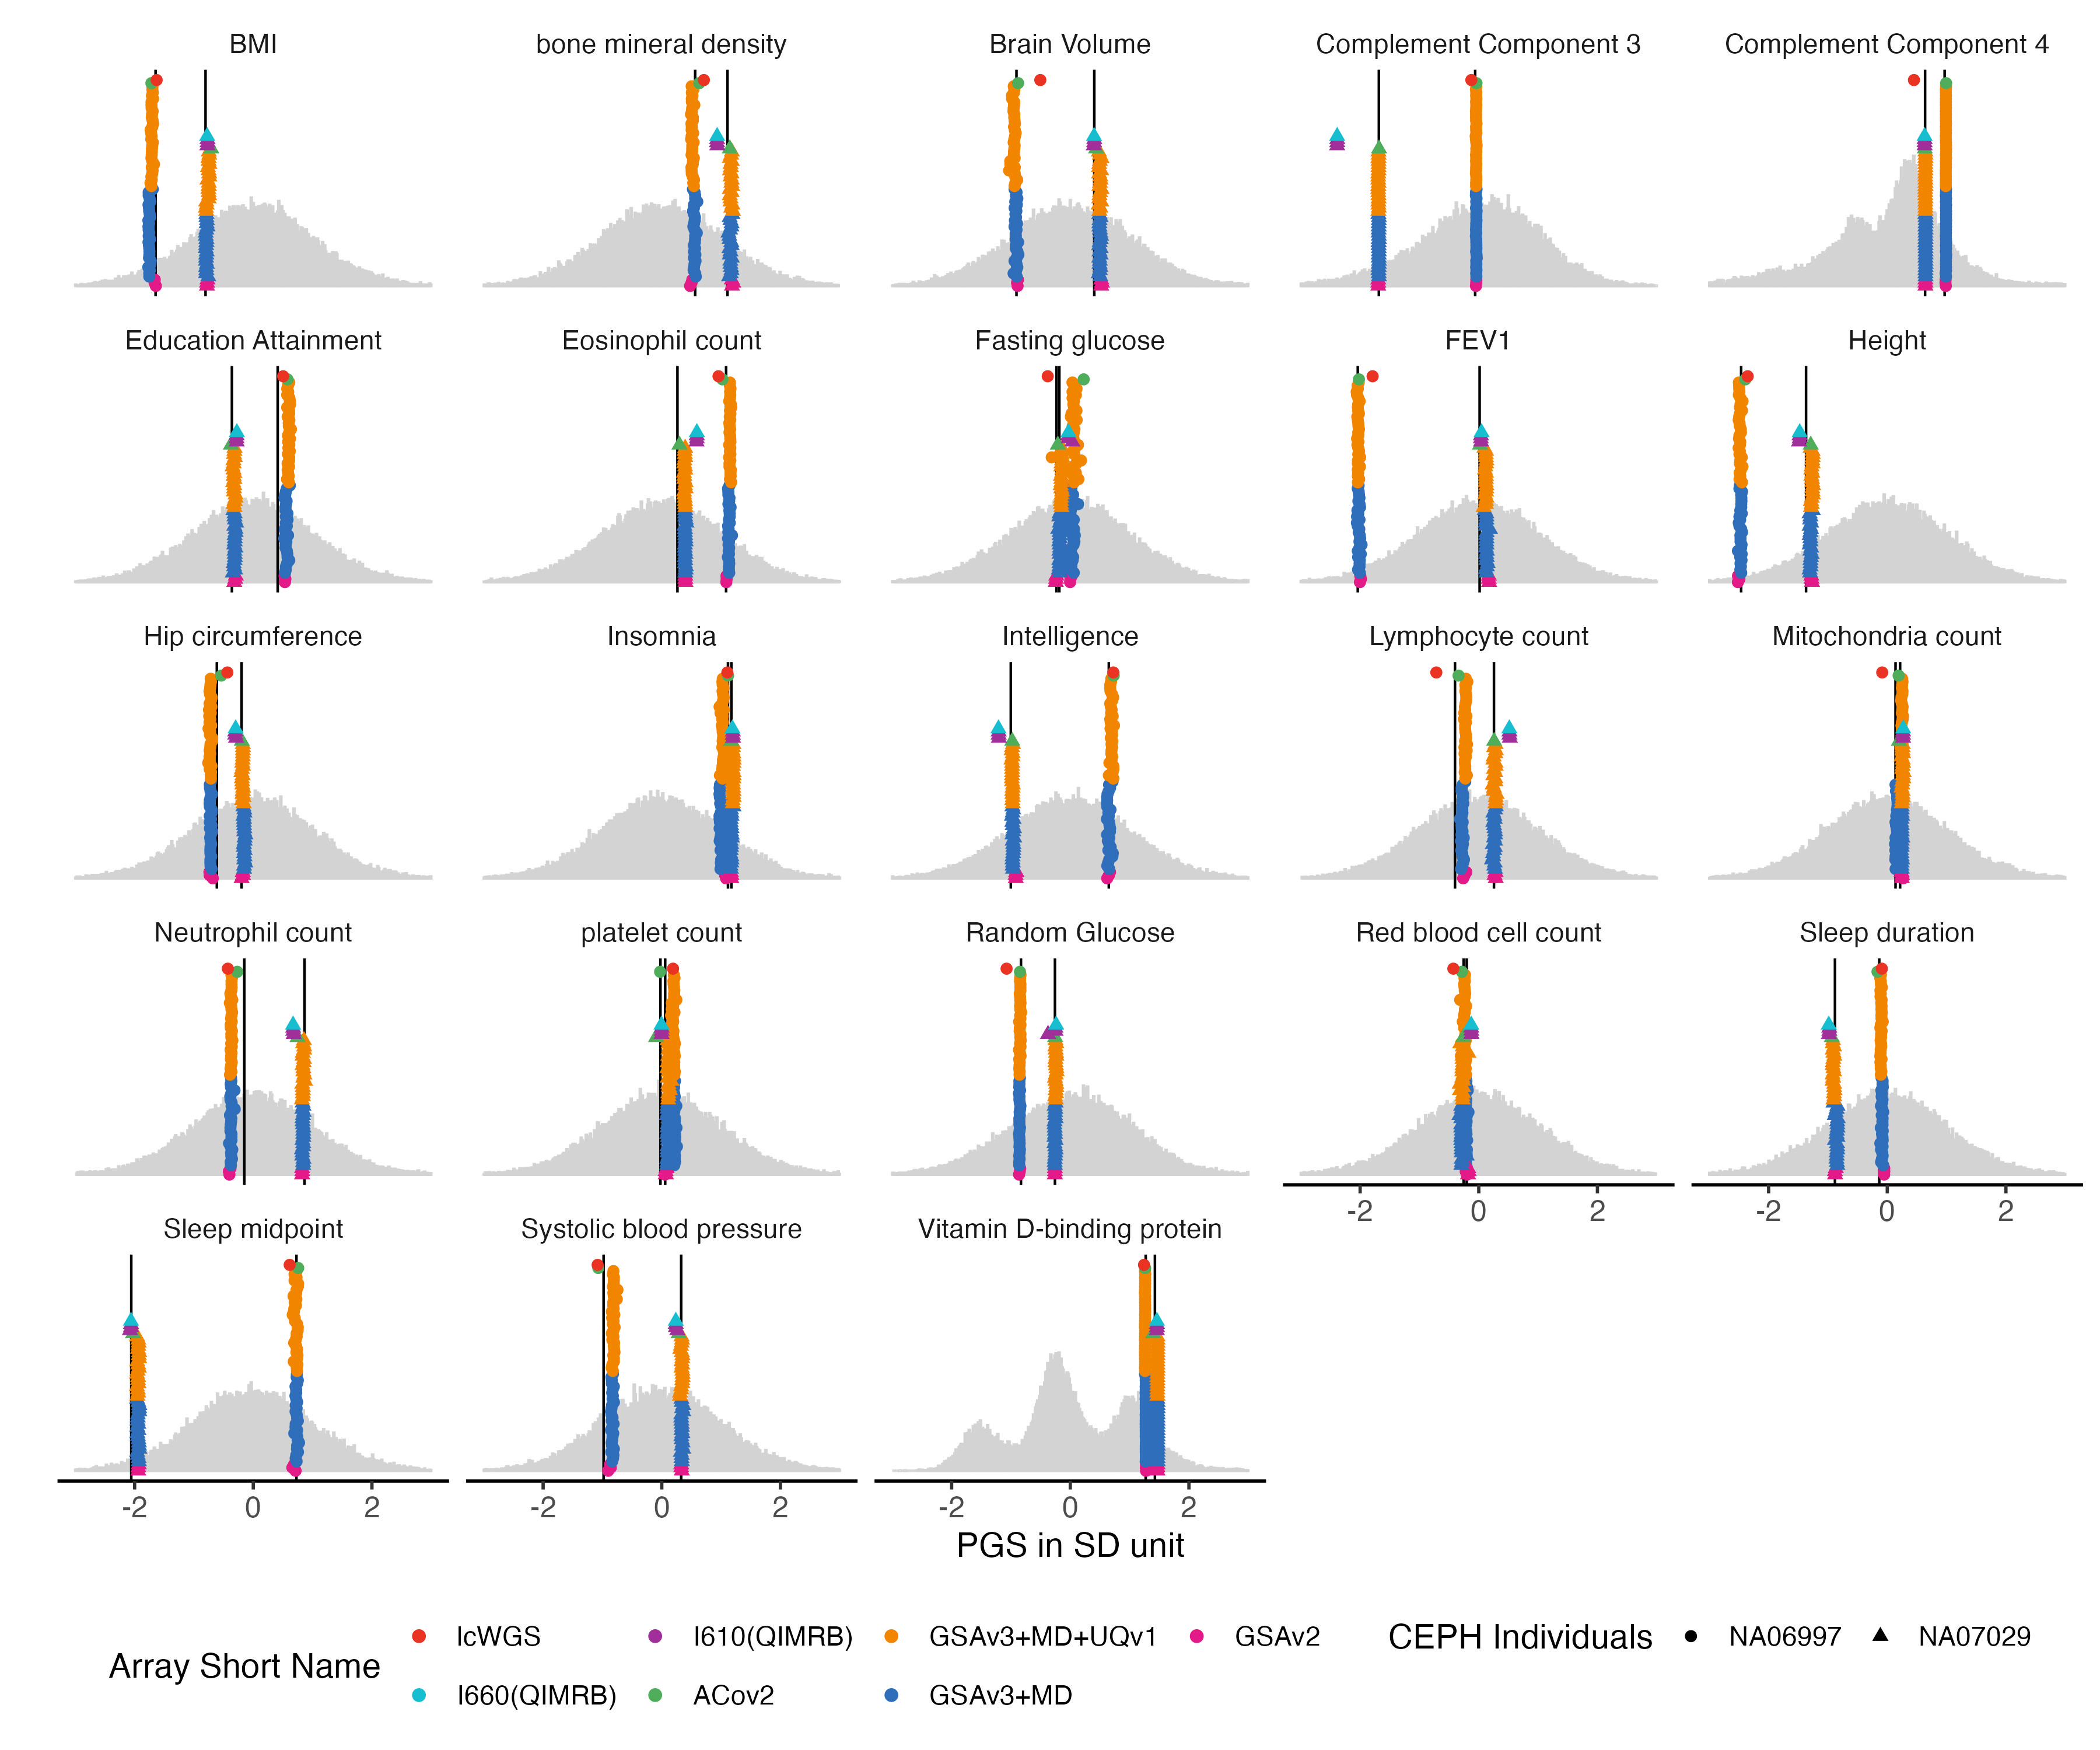 BMI
bone mineral density
Brain Volume
Complement Component 3
Complement Component 4
Education Attainment
Eosinophil count
Fasting glucose
FEV1
Height
Hip circumference
Insomnia
Intelligence
Lymphocyte count
Mitochondria count
Neutrophil count
platelet count
Random Glucose
Red blood cell count
Sleep duration
-2 0 2
-2 0 2
Sleep midpoint
Systolic blood pressure
Vitamin D-binding protein
-2 0 2
-2 0 2
-2 0 2
PGS in SD unit
Array Short Name
lcWGS
I610(QIMRB)
GSAv3+MD+UQv1
GSAv2
I660(QIMRB)
ACov2
GSAv3+MD
CEPH Individuals
NA06997
NA07029